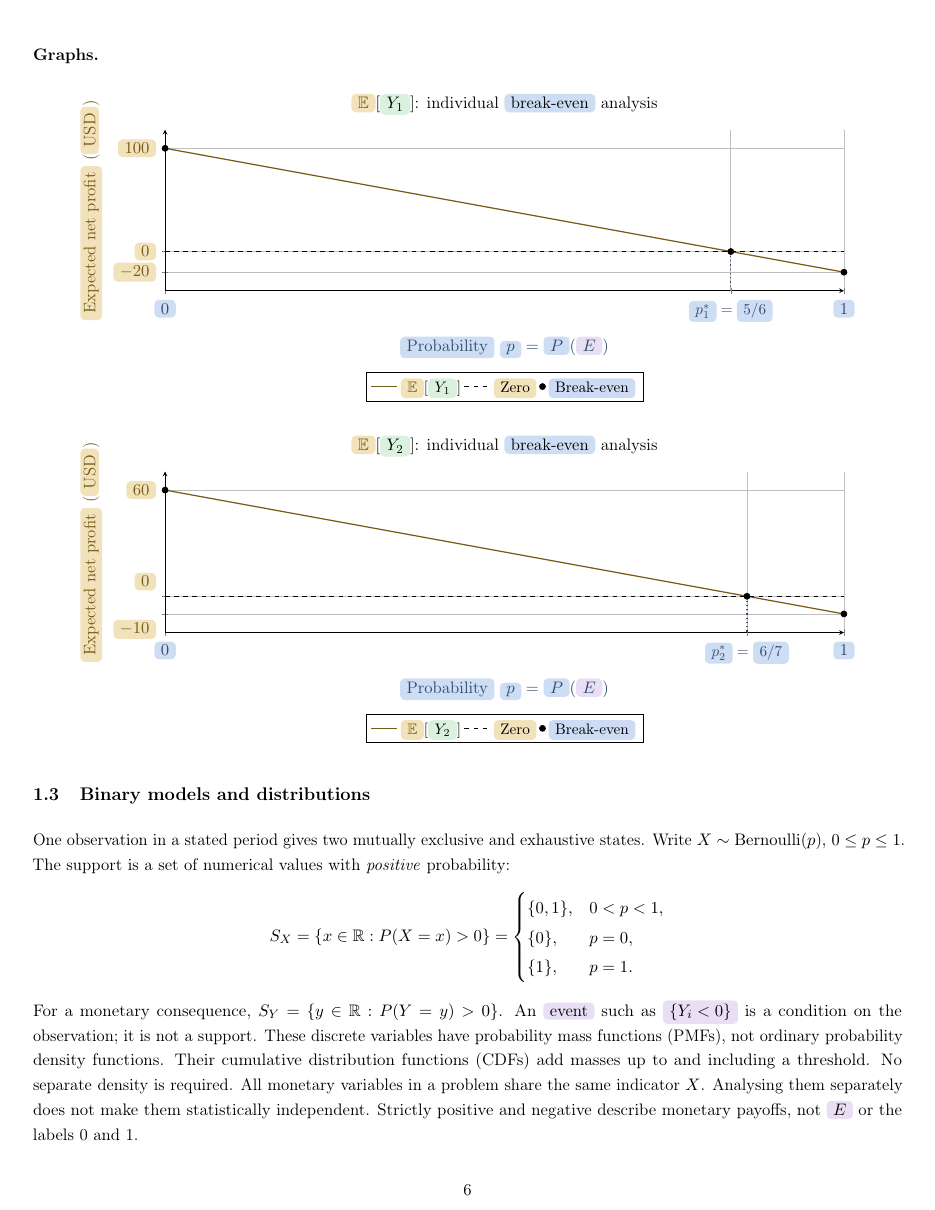 Graphs.
𝔼[Y₁]: individual break-even analysis
Expected net profit (USD)
100
0
−20
0
p₁* = 5/6
1
Probability p = P(E)
𝔼[Y₁] Zero Break-even
𝔼[Y₂]: individual break-even analysis
Expected net profit (USD)
60
0
−10
0
p₂* = 6/7
1
Probability p = P(E)
𝔼[Y₂] Zero Break-even
1.3 Binary models and distributions
One observation in a stated period gives two mutually exclusive and exhaustive states. Write X ∼ Bernoulli(p), 0 ≤ p ≤ 1.
The support is a set of numerical values with positive probability:
{0, 1}, 0 < p < 1,
S_X = {x ∈ ℝ : P(X = x) > 0} = { {0}, p = 0,
{1}, p = 1.
For a monetary consequence, S_Y = {y ∈ ℝ : P(Y = y) > 0}. An event such as {Y_i < 0} is a condition on the
observation; it is not a support. These discrete variables have probability mass functions (PMFs), not ordinary probability
density functions. Their cumulative distribution functions (CDFs) add masses up to and including a threshold. No
separate density is required. All monetary variables in a problem share the same indicator X. Analysing them separately
does not make them statistically independent. Strictly positive and negative describe monetary payoffs, not E or the
labels 0 and 1.
6